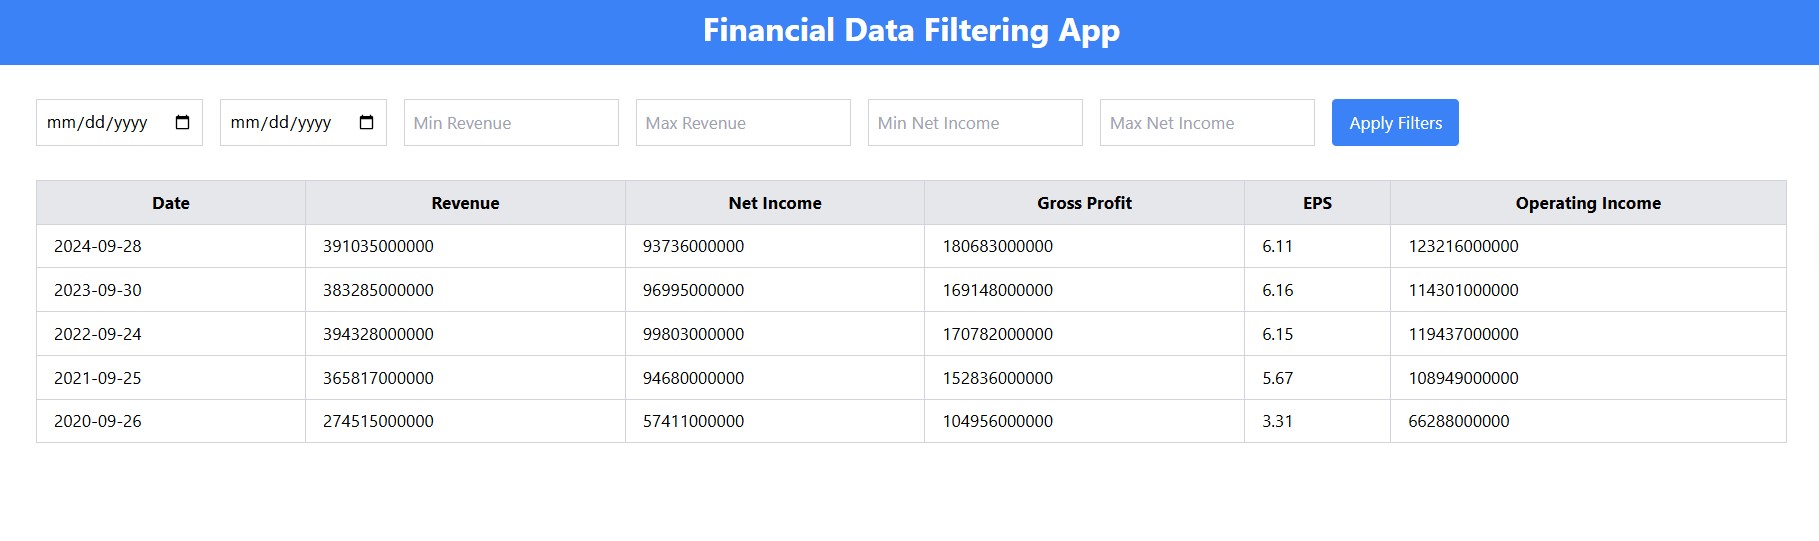 Financial Data Filtering App
mm/dd/yyyy mm/dd/yyyy Min Revenue Max Revenue Min Net Income Max Net Income Apply Filters
Date Revenue Net Income Gross Profit EPS Operating Income
2024-09-28 391035000000 93736000000 180683000000 6.11 123216000000
2023-09-30 383285000000 96995000000 169148000000 6.16 114301000000
2022-09-24 394328000000 99803000000 170782000000 6.15 119437000000
2021-09-25 365817000000 94680000000 152836000000 5.67 108949000000
2020-09-26 274515000000 57411000000 104956000000 3.31 66288000000